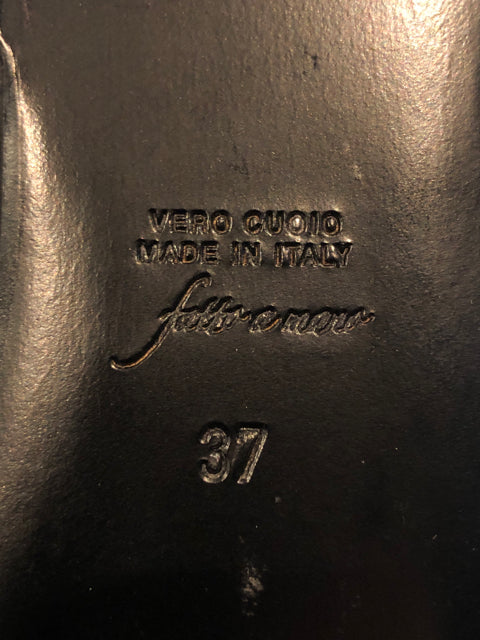 VERO CUOIO
MADE IN ITALY
fatto a mano
37